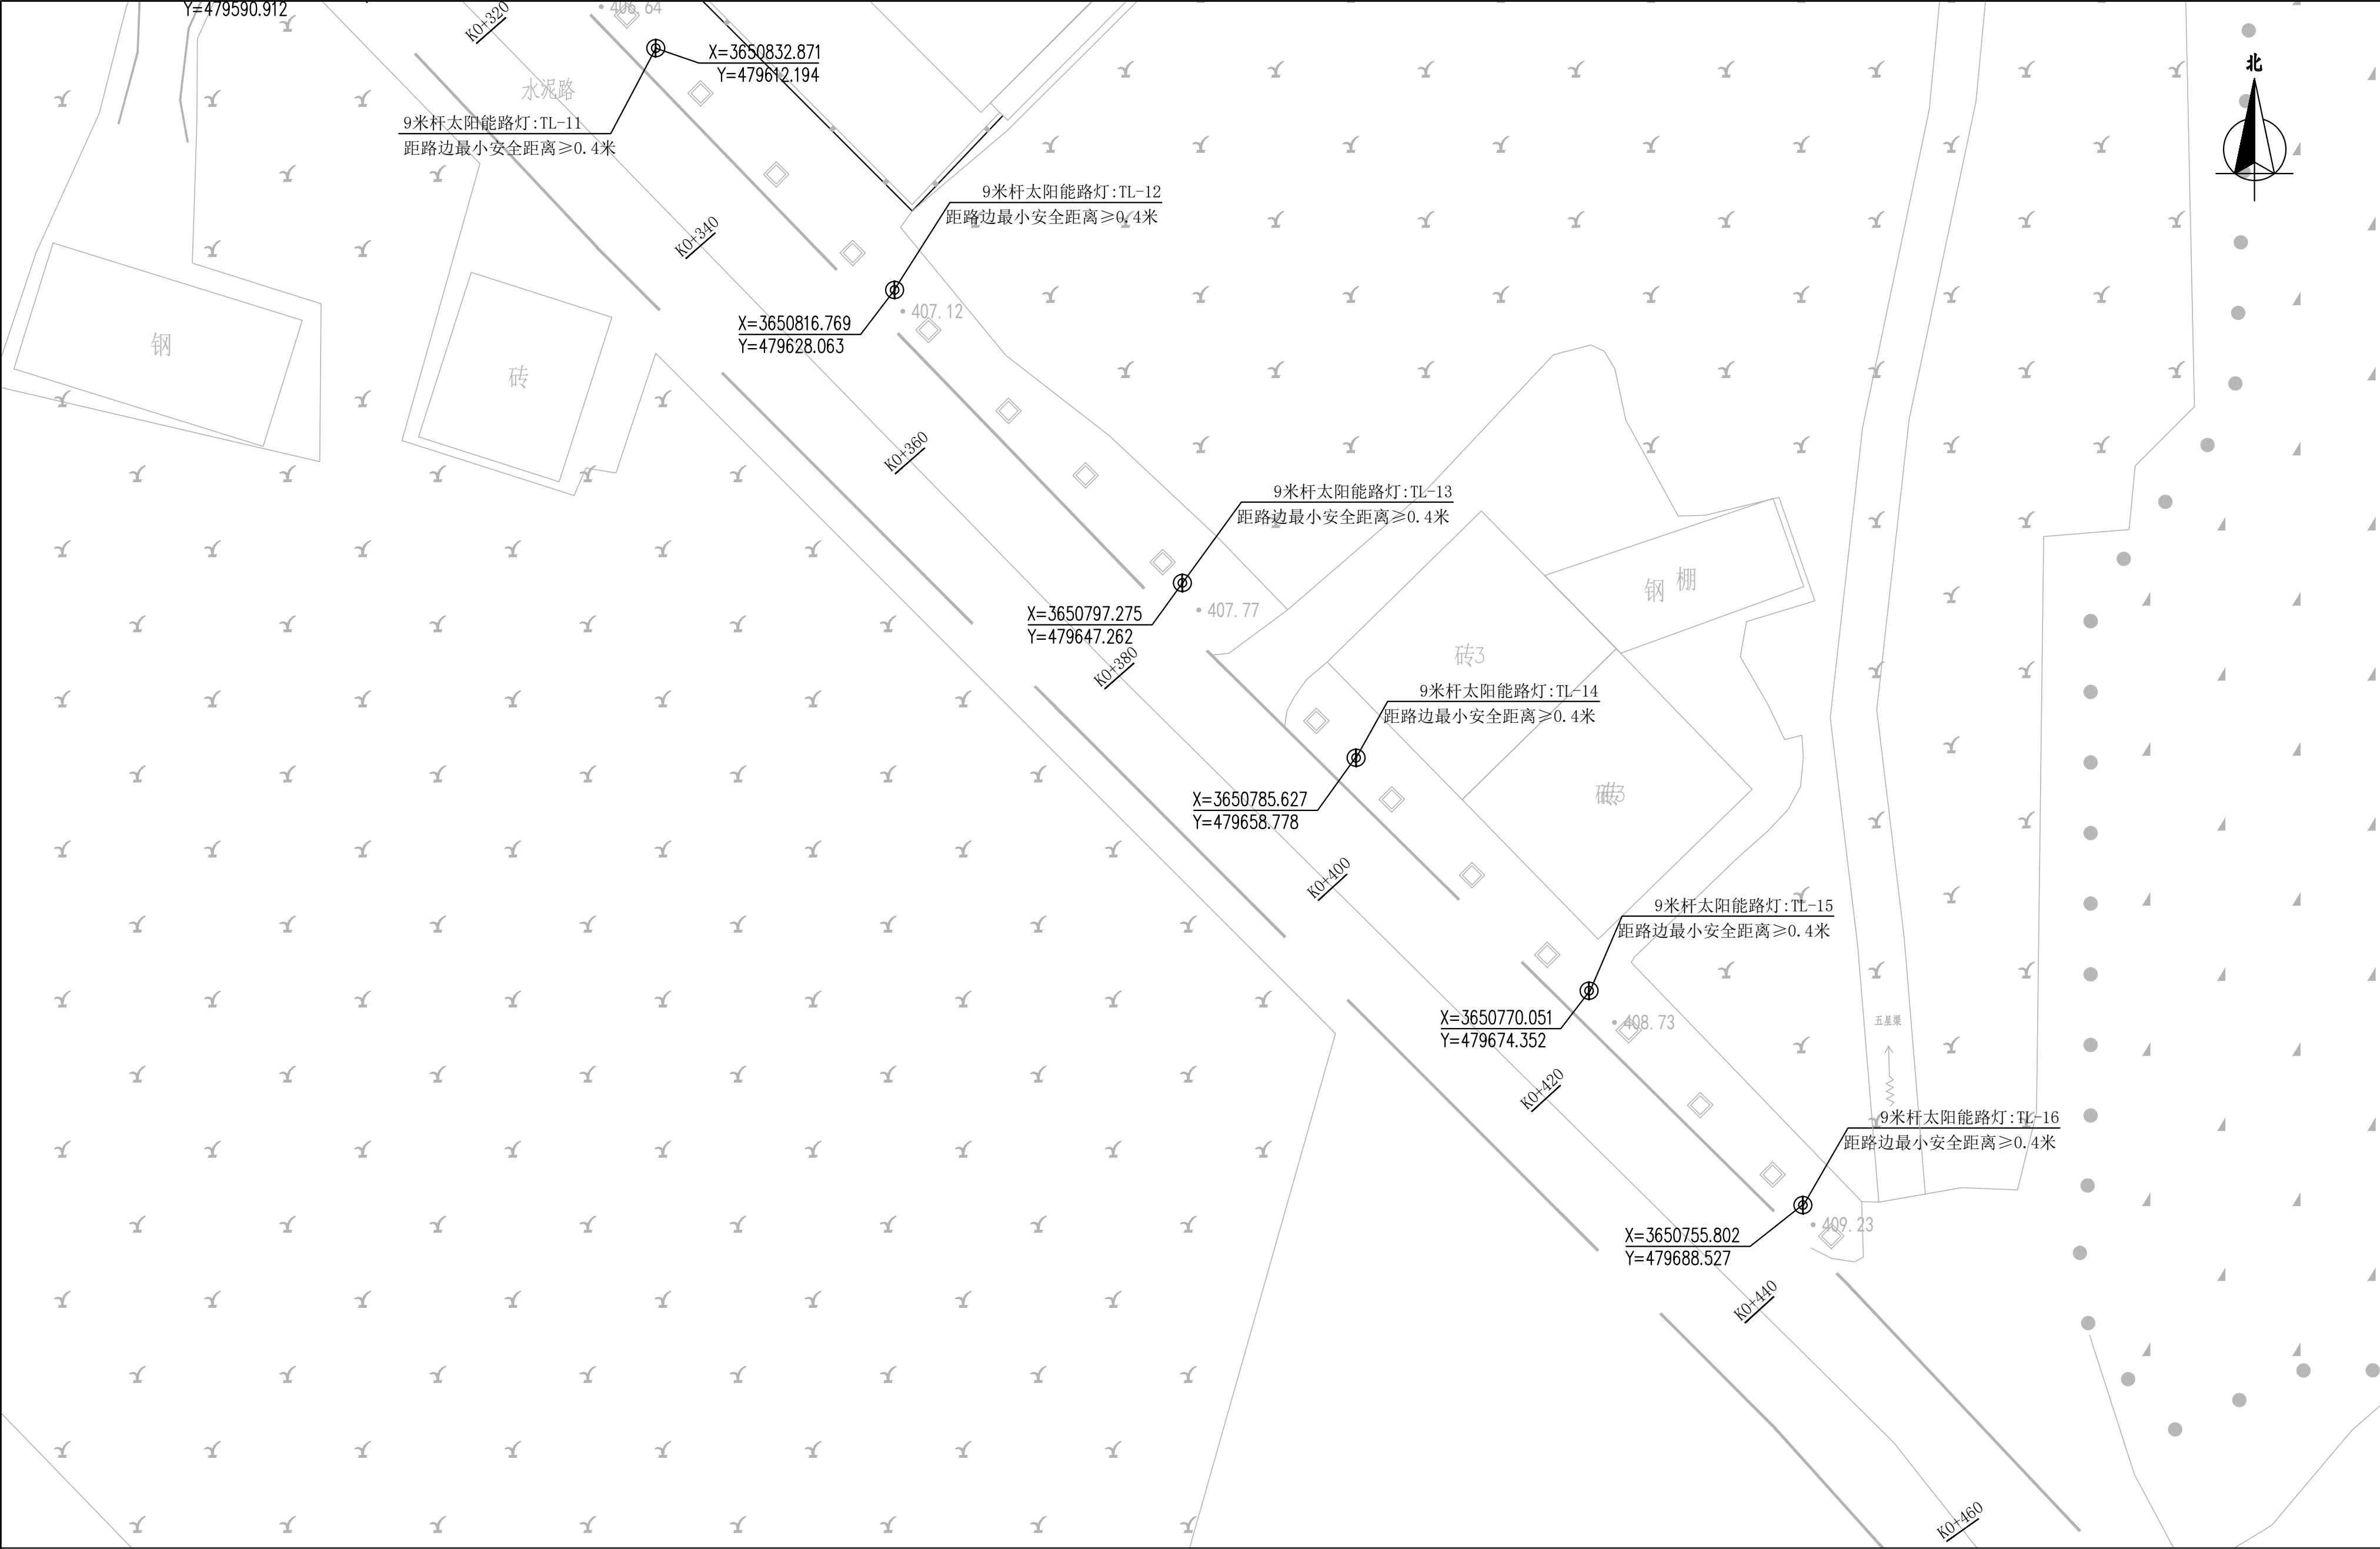 Y=479590.912
K0+320
406.64
X=3650832.871
Y=479612.194
北
水泥路
9米杆太阳能路灯:TL-11
距路边最小安全距离≥0.4米
9米杆太阳能路灯:TL-12
距路边最小安全距离≥0.4米
K0+340
407.12
X=3650816.769
Y=479628.063
钢
砖
K0+360
9米杆太阳能路灯:TL-13
距路边最小安全距离≥0.4米
钢 棚
X=3650797.275
Y=479647.262
407.77
K0+380
砖3
9米杆太阳能路灯:TL-14
距路边最小安全距离≥0.4米
X=3650785.627
Y=479658.778
K0+400
9米杆太阳能路灯:TL-15
距路边最小安全距离≥0.4米
X=3650770.051
Y=479674.352
408.73
五星渠
K0+420
9米杆太阳能路灯:TL-16
距路边最小安全距离≥0.4米
X=3650755.802
Y=479688.527
409.23
K0+440
K0+460